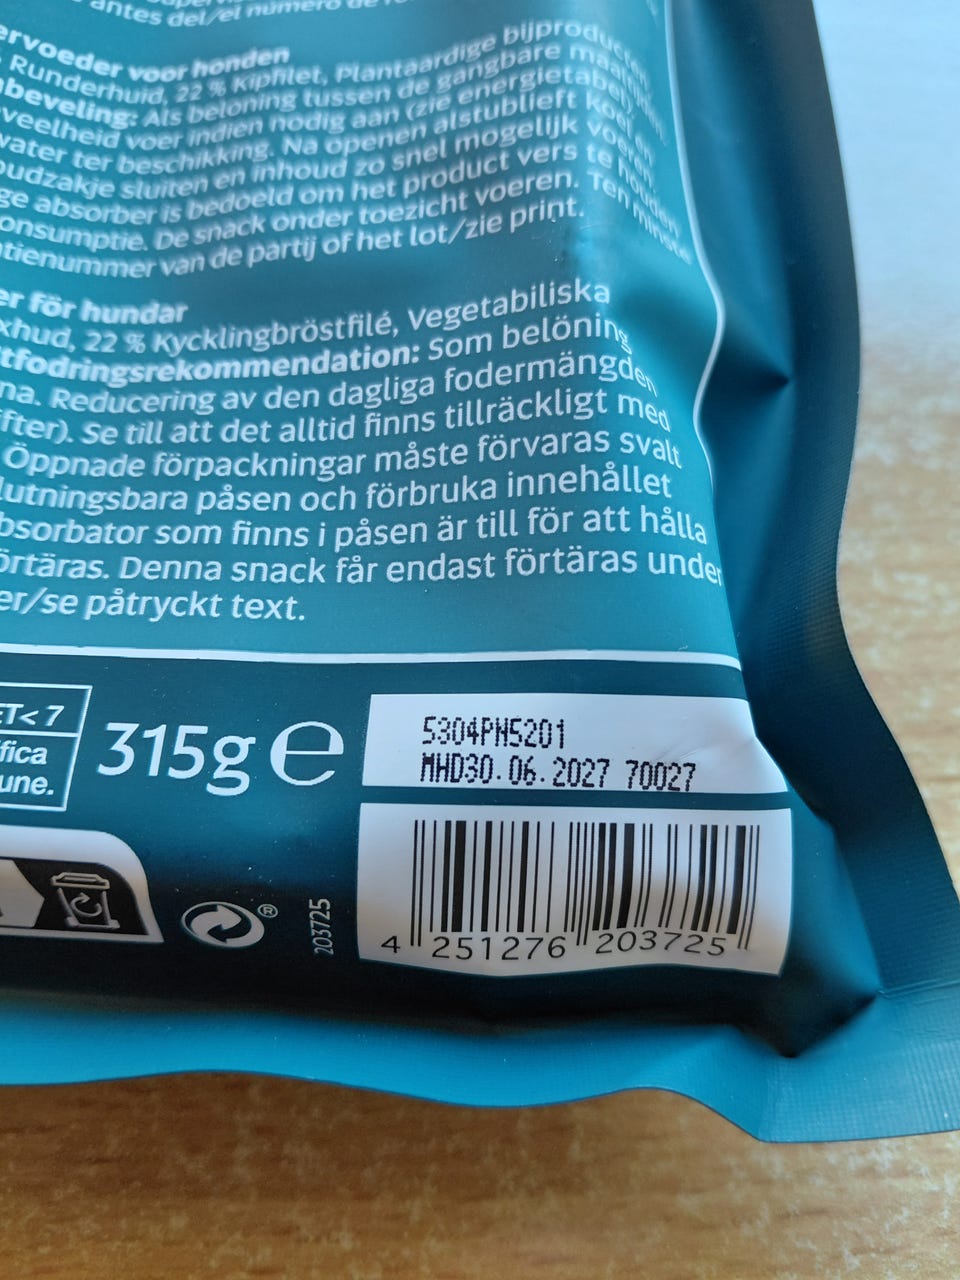 antes del/el número de
ervoeder voor honden
Runderhuid, 22 % Kipfilet, Plantaardige bijproducten
beveling: Als beloning tussen de gangbare maaltijden
veelheid voer indien nodig aan (zie energietabel).
water ter beschikking. Na openen alstublieft koel en
oudzakje sluiten en inhoud zo snel mogelijk voeren.
ge absorber is bedoeld om het product vers te houden
onsumptie. De snack onder toezicht voeren. Ten minste
tienummer van de partij of het lot/zie print.
er för hundar
xhud, 22 % Kycklingbröstfilé, Vegetabiliska
tfodringsrekommendation: Som belöning
na. Reducering av den dagliga fodermängden
fter). Se till att det alltid finns tillräckligt med
Öppnade förpackningar måste förvaras svalt
lutningsbara påsen och förbruka innehållet
bsorbator som finns i påsen är till för att hålla
örtäras. Denna snack får endast förtäras under
er/se påtryckt text.
ET<7
fica
une.
315g e
5304PN5201
MHD30.06.2027 70027
203725
4 251276 203725